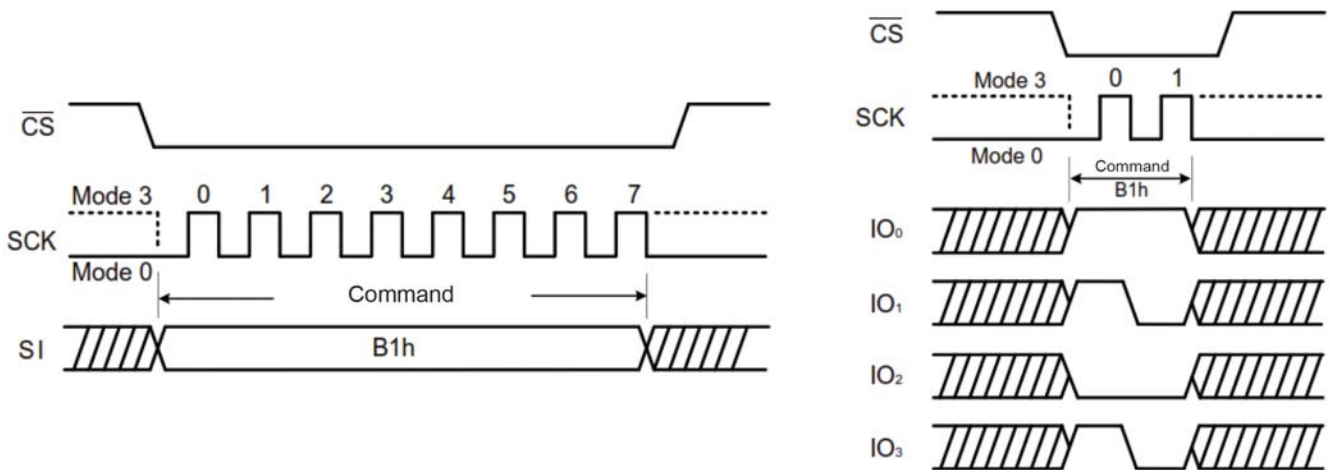 CS
Mode 3 0 1 2 3 4 5 6 7
SCK
Mode 0
Command
SI B1h
CS
Mode 3 0 1
SCK
Mode 0
Command
B1h
IO₀
IO₁
IO₂
IO₃